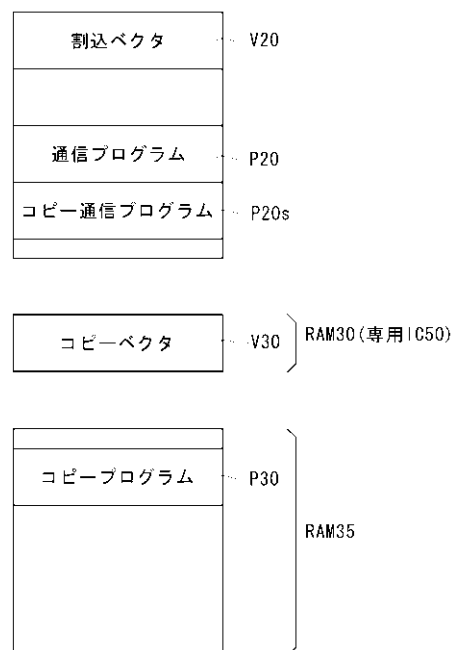 割込ベクタ V20
通信プログラム P20
コピー通信プログラム P20s
コピーベクタ V30 RAM30(専用IC50)
コピープログラム P30
RAM35